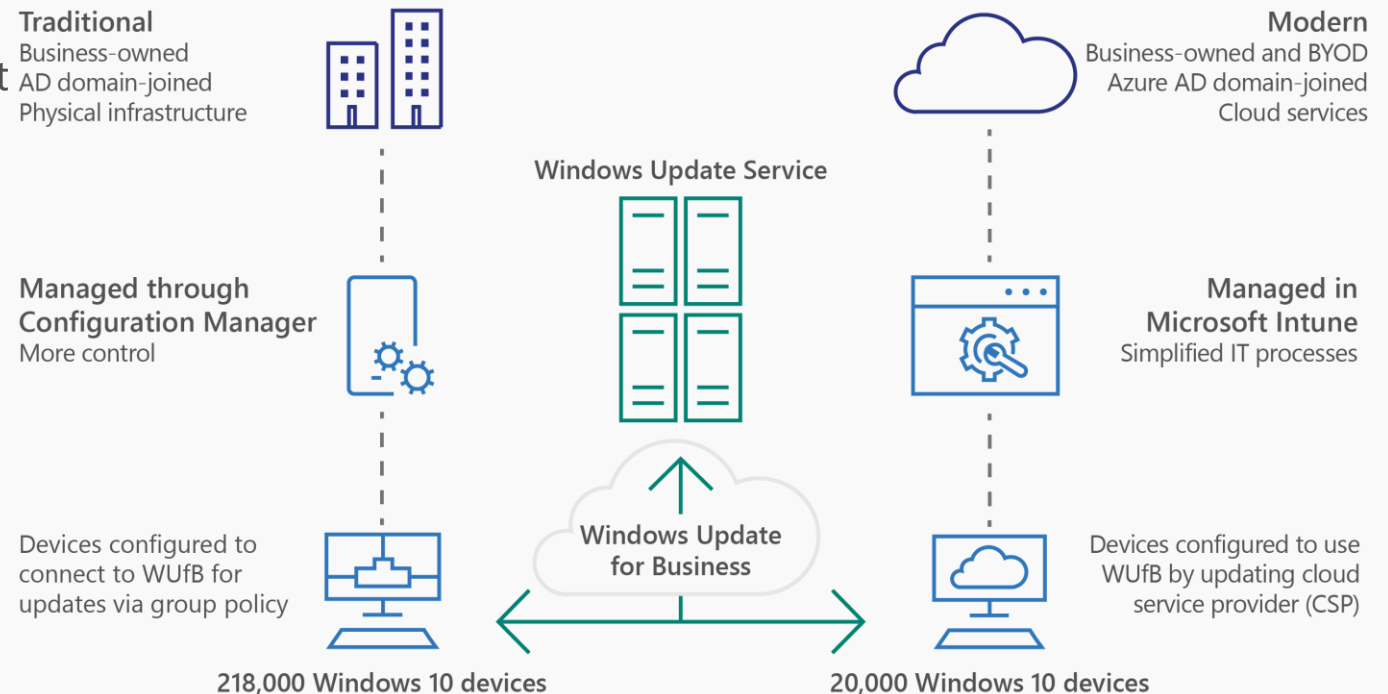 Traditional
Business-owned
t AD domain-joined
Physical infrastructure
Modern
Business-owned and BYOD
Azure AD domain-joined
Cloud services
Windows Update Service
Managed through
Configuration Manager
More control
Managed in
Microsoft Intune
Simplified IT processes
Devices configured to
connect to WUfB for
updates via group policy
Windows Update
for Business
Devices configured to use
WUfB by updating cloud
service provider (CSP)
218,000 Windows 10 devices
20,000 Windows 10 devices